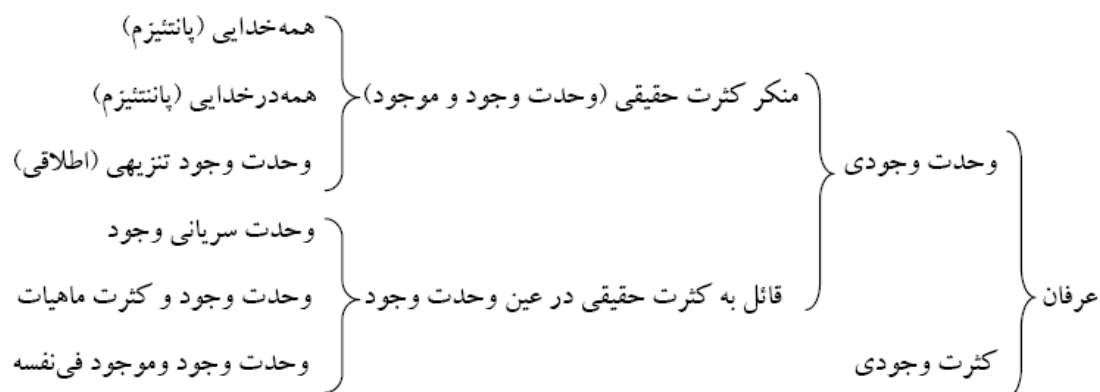 همه‌خدایی (پانتئیزم)
منکر کثرت حقیقی (وحدت وجود و موجود)
همه‌درخدایی (پاننتئیزم)
وحدت وجودی
وحدت وجود تنزیهی (اطلاقی)
وحدت سریانی وجود
عرفان
قائل به کثرت حقیقی در عین وحدت وجود
وحدت وجود و کثرت ماهیات
کثرت وجودی
وحدت وجود وموجود فی‌نفسه